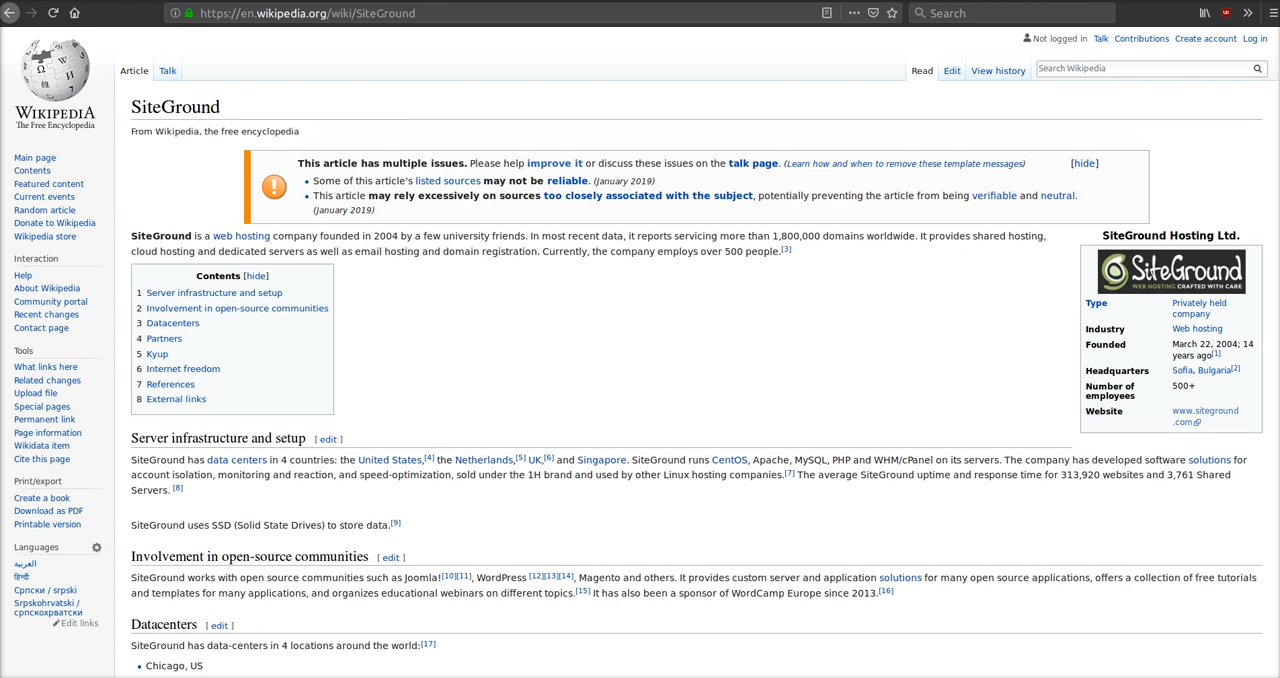 https://en.wikipedia.org/wiki/SiteGround
Search
Not logged in Talk Contributions Create account Log in
Article Talk
Read Edit View history
Search Wikipedia
WIKIPEDIA
The Free Encyclopedia
Main page
Contents
Featured content
Current events
Random article
Donate to Wikipedia
Wikipedia store
Interaction
Help
About Wikipedia
Community portal
Recent changes
Contact page
Tools
What links here
Related changes
Upload file
Special pages
Permanent link
Page information
Wikidata item
Cite this page
Print/export
Create a book
Download as PDF
Printable version
Languages
العربية
हिन्दी
Српски / srpski
Srpskohrvatski /
српскохрватски
Edit links
SiteGround
From Wikipedia, the free encyclopedia
This article has multiple issues. Please help improve it or discuss these issues on the talk page. (Learn how and when to remove these template messages) [hide]
• Some of this article's listed sources may not be reliable. (January 2019)
• This article may rely excessively on sources too closely associated with the subject, potentially preventing the article from being verifiable and neutral.
(January 2019)
SiteGround is a web hosting company founded in 2004 by a few university friends. In most recent data, it reports servicing more than 1,800,000 domains worldwide. It provides shared hosting,
cloud hosting and dedicated servers as well as email hosting and domain registration. Currently, the company employs over 500 people.[3]
SiteGround Hosting Ltd.
SiteGround
WEB HOSTING CRAFTED WITH CARE
Type Privately held
company
Industry Web hosting
Founded March 22, 2004; 14
years ago[1]
Headquarters Sofia, Bulgaria[2]
Number of 500+
employees
Website www.siteground
.com
Contents [hide]
1 Server infrastructure and setup
2 Involvement in open-source communities
3 Datacenters
4 Partners
5 Kyup
6 Internet freedom
7 References
8 External links
Server infrastructure and setup [ edit ]
SiteGround has data centers in 4 countries: the United States,[4] the Netherlands,[5] UK,[6] and Singapore. SiteGround runs CentOS, Apache, MySQL, PHP and WHM/cPanel on its servers. The company has developed software solutions for
account isolation, monitoring and reaction, and speed-optimization, sold under the 1H brand and used by other Linux hosting companies.[7] The average SiteGround uptime and response time for 313,920 websites and 3,761 Shared
Servers. [8]
SiteGround uses SSD (Solid State Drives) to store data.[9]
Involvement in open-source communities [ edit ]
SiteGround works with open source communities such as Joomla![10][11], WordPress [12][13][14], Magento and others. It provides custom server and application solutions for many open source applications, offers a collection of free tutorials
and templates for many applications, and organizes educational webinars on different topics.[15] It has also been a sponsor of WordCamp Europe since 2013.[16]
Datacenters [ edit ]
SiteGround has data-centers in 4 locations around the world:[17]
• Chicago, US